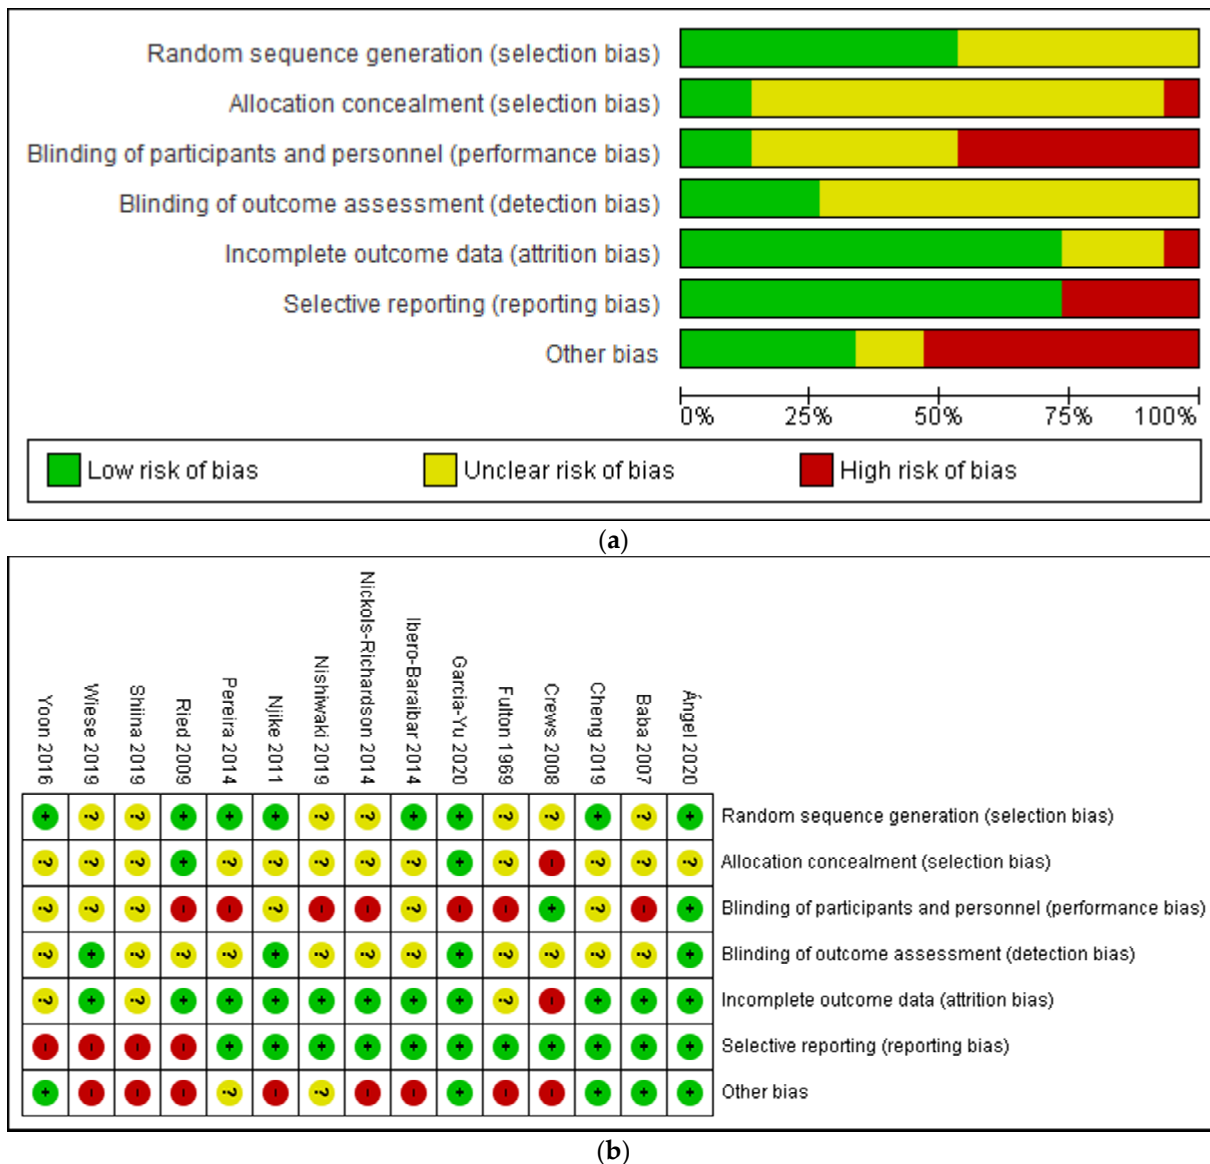 Random sequence generation (selection bias)
Allocation concealment (selection bias)
Blinding of participants and personnel (performance bias)
Blinding of outcome assessment (detection bias)
Incomplete outcome data (attrition bias)
Selective reporting (reporting bias)
Other bias
0% 25% 50% 75% 100%
Low risk of bias Unclear risk of bias High risk of bias
(a)
Yoon 2016
Wiese 2019
Shiina 2019
Ried 2009
Pereira 2014
Njike 2011
Nishiwaki 2019
Nickols-Richardson 2014
Ibero-Baraibar 2014
Garcia-Yu 2020
Fulton 1969
Crews 2008
Cheng 2019
Baba 2007
Ángel 2020
+ ? ? + + + ? ? + + ? ? + ? + Random sequence generation (selection bias)
? ? ? + ? ? ? ? ? + ? - ? ? ? Allocation concealment (selection bias)
? ? ? - - ? - - ? - - + ? - + Blinding of participants and personnel (performance bias)
? + ? ? ? + ? ? ? + ? ? ? ? + Blinding of outcome assessment (detection bias)
? + ? + + + + + + + ? - + + + Incomplete outcome data (attrition bias)
- - - - + + + + + + + + + + + Selective reporting (reporting bias)
+ - - - ? - ? - - + - - + + + Other bias
(b)